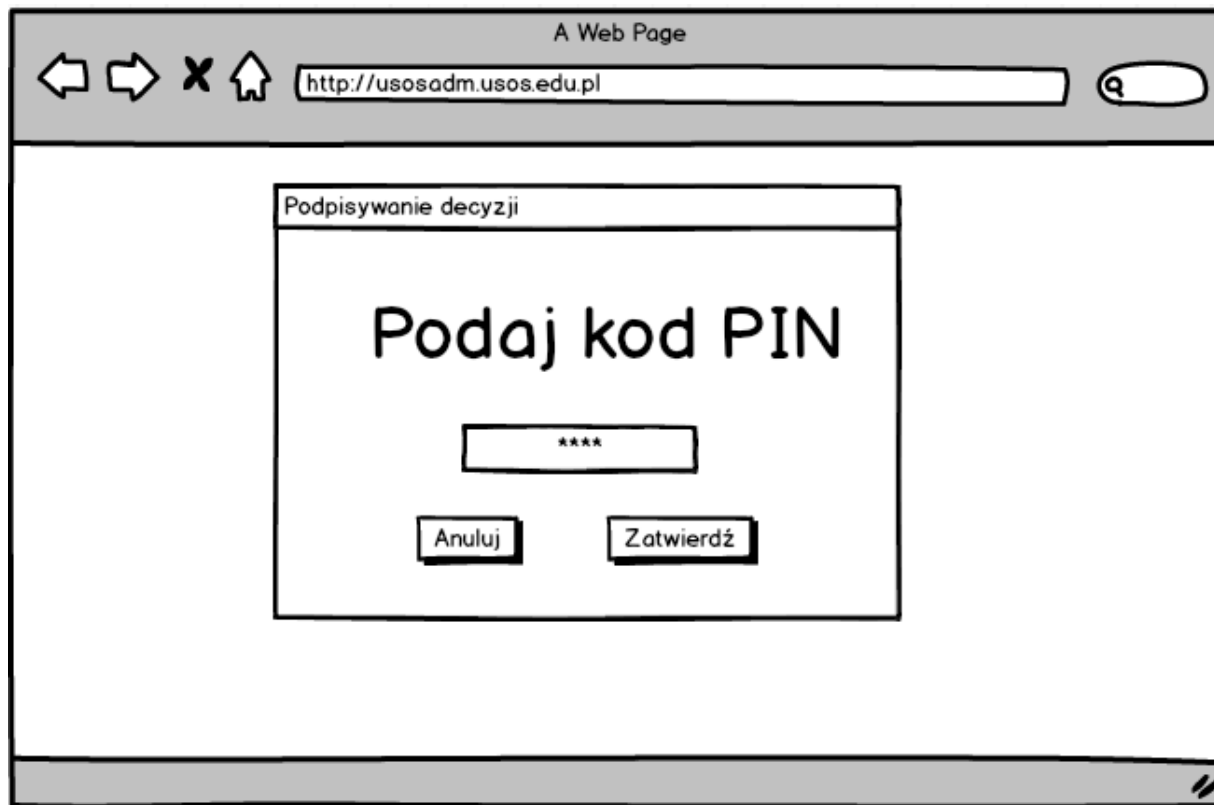 A Web Page
http://usosadm.usos.edu.pl
Podpisywanie decyzji
Podaj kod PIN
****
Anuluj
Zatwierdź